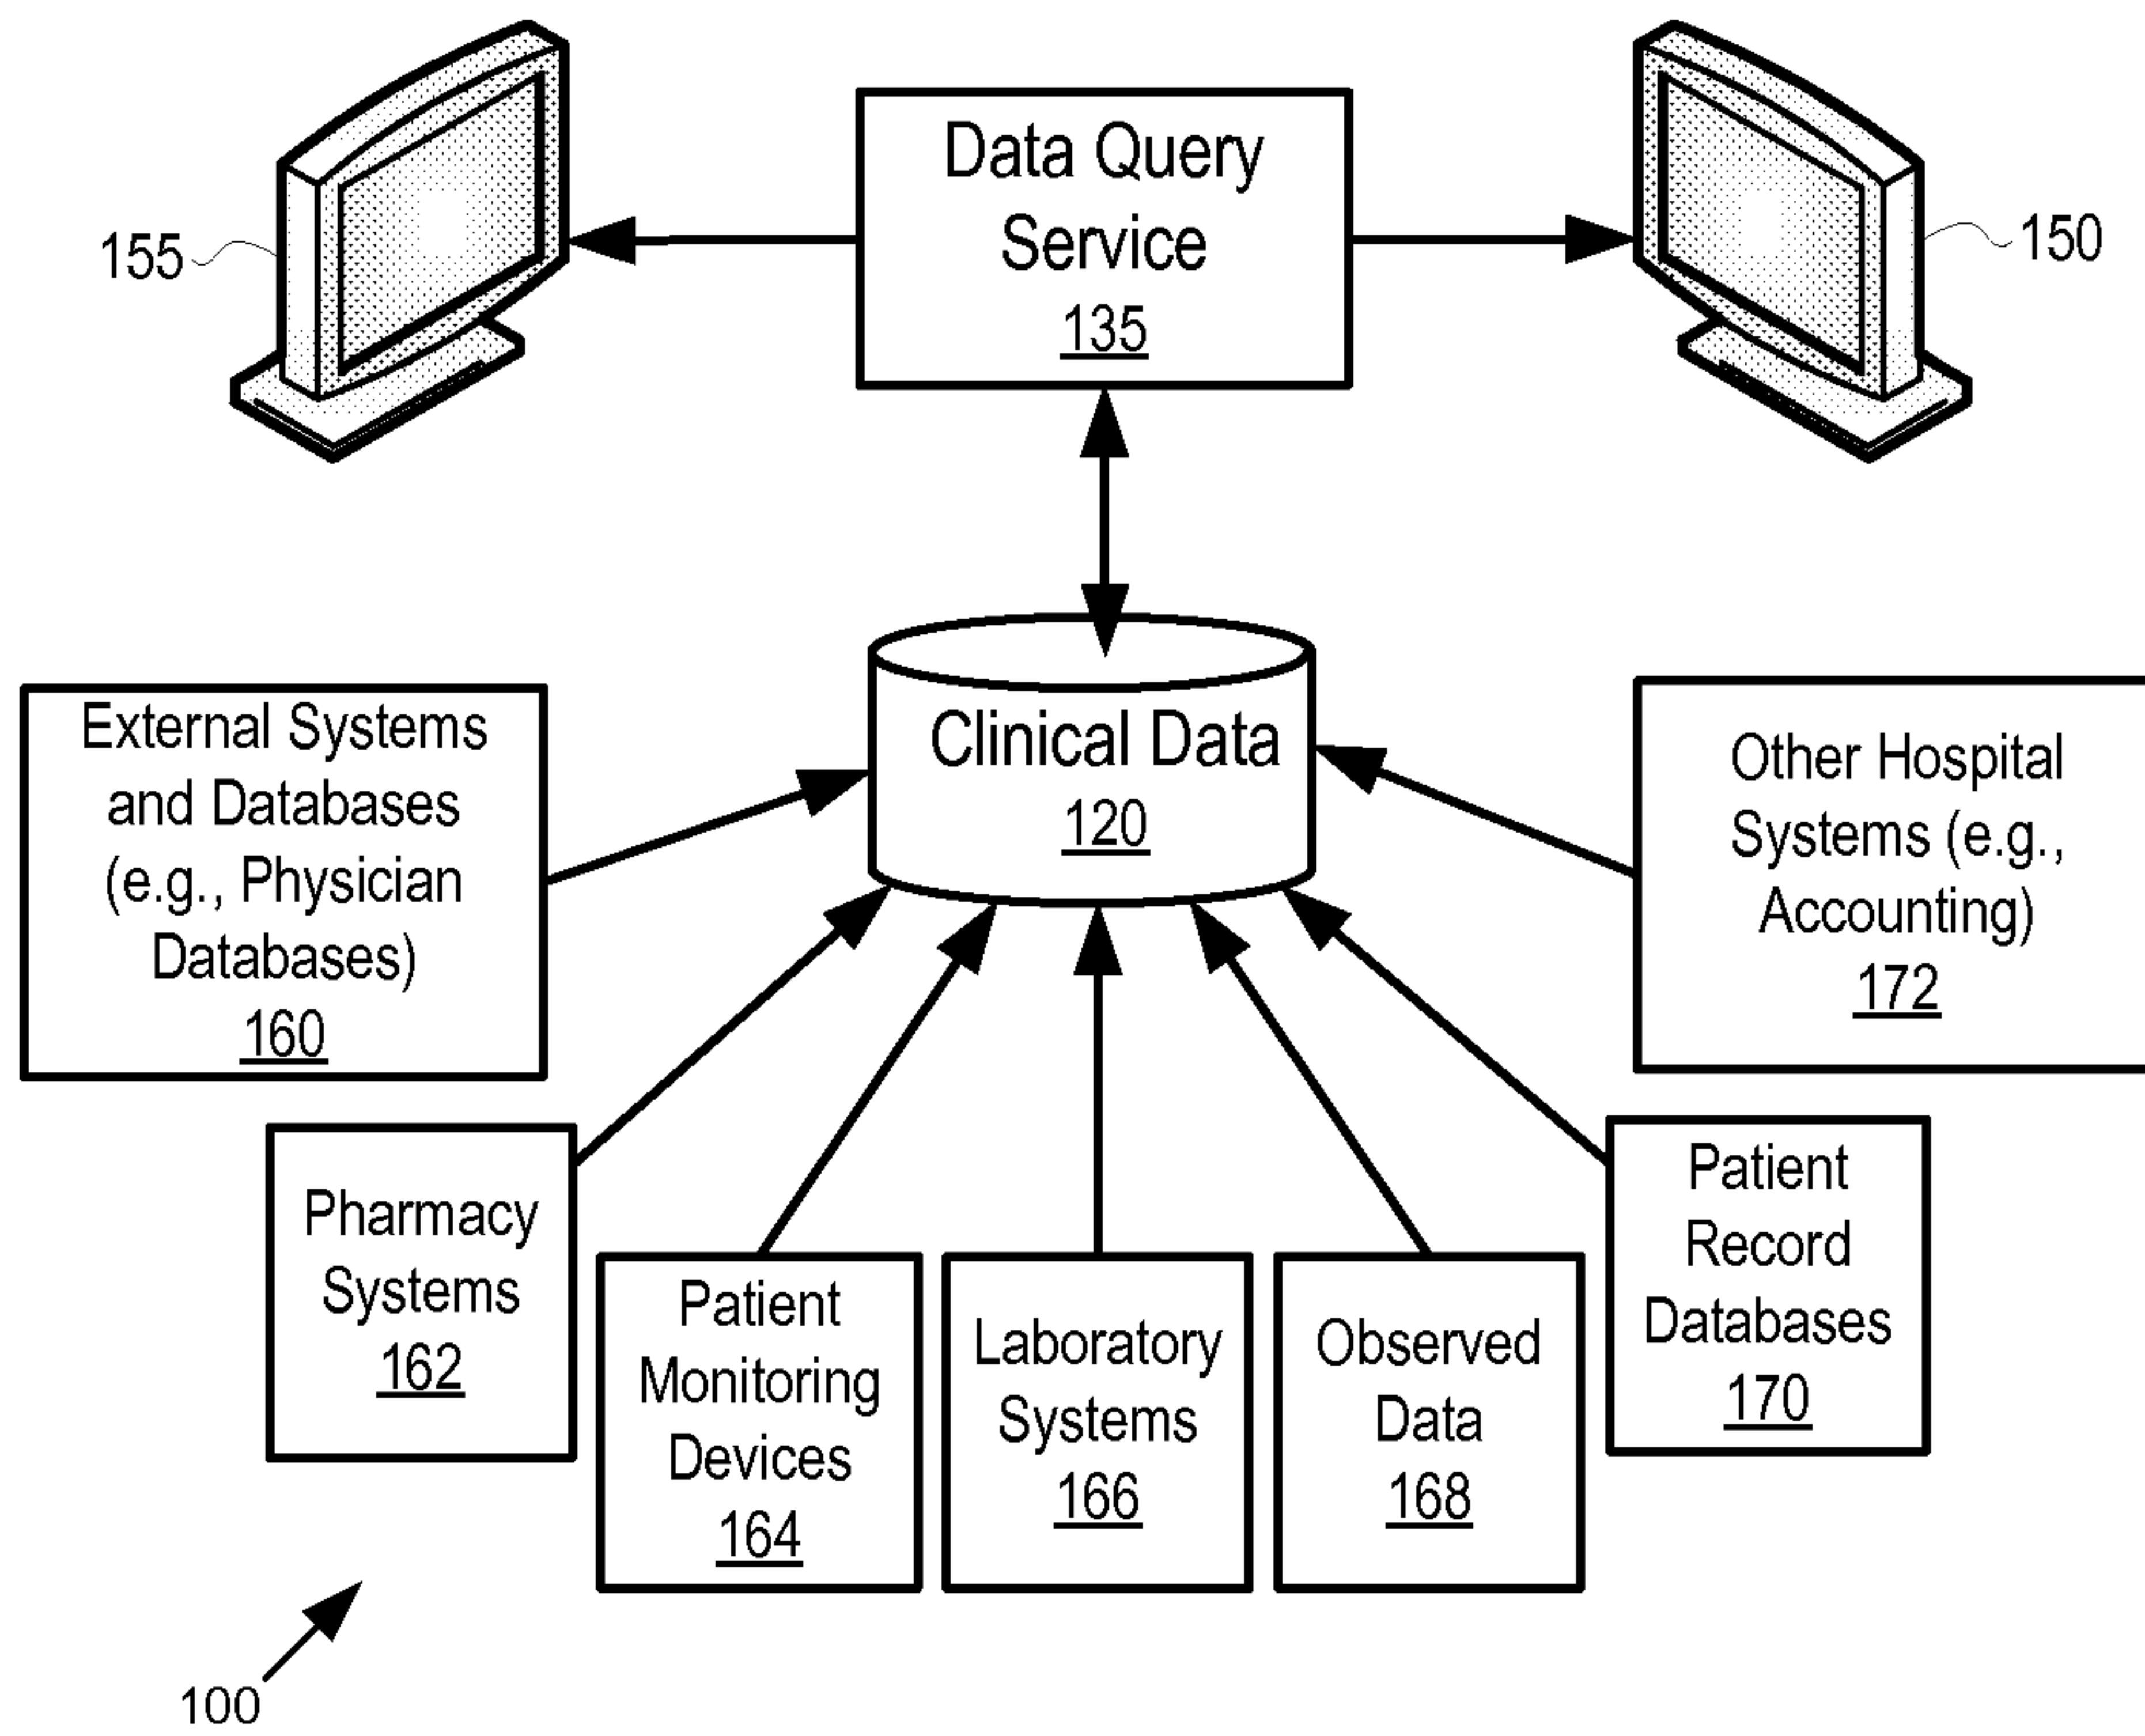 Data Query
Service
135
155
150
Clinical Data
120
External Systems
and Databases
(e.g., Physician
Databases)
160
Other Hospital
Systems (e.g.,
Accounting)
172
Pharmacy
Systems
162
Patient
Monitoring
Devices
164
Laboratory
Systems
166
Observed
Data
168
Patient
Record
Databases
170
100